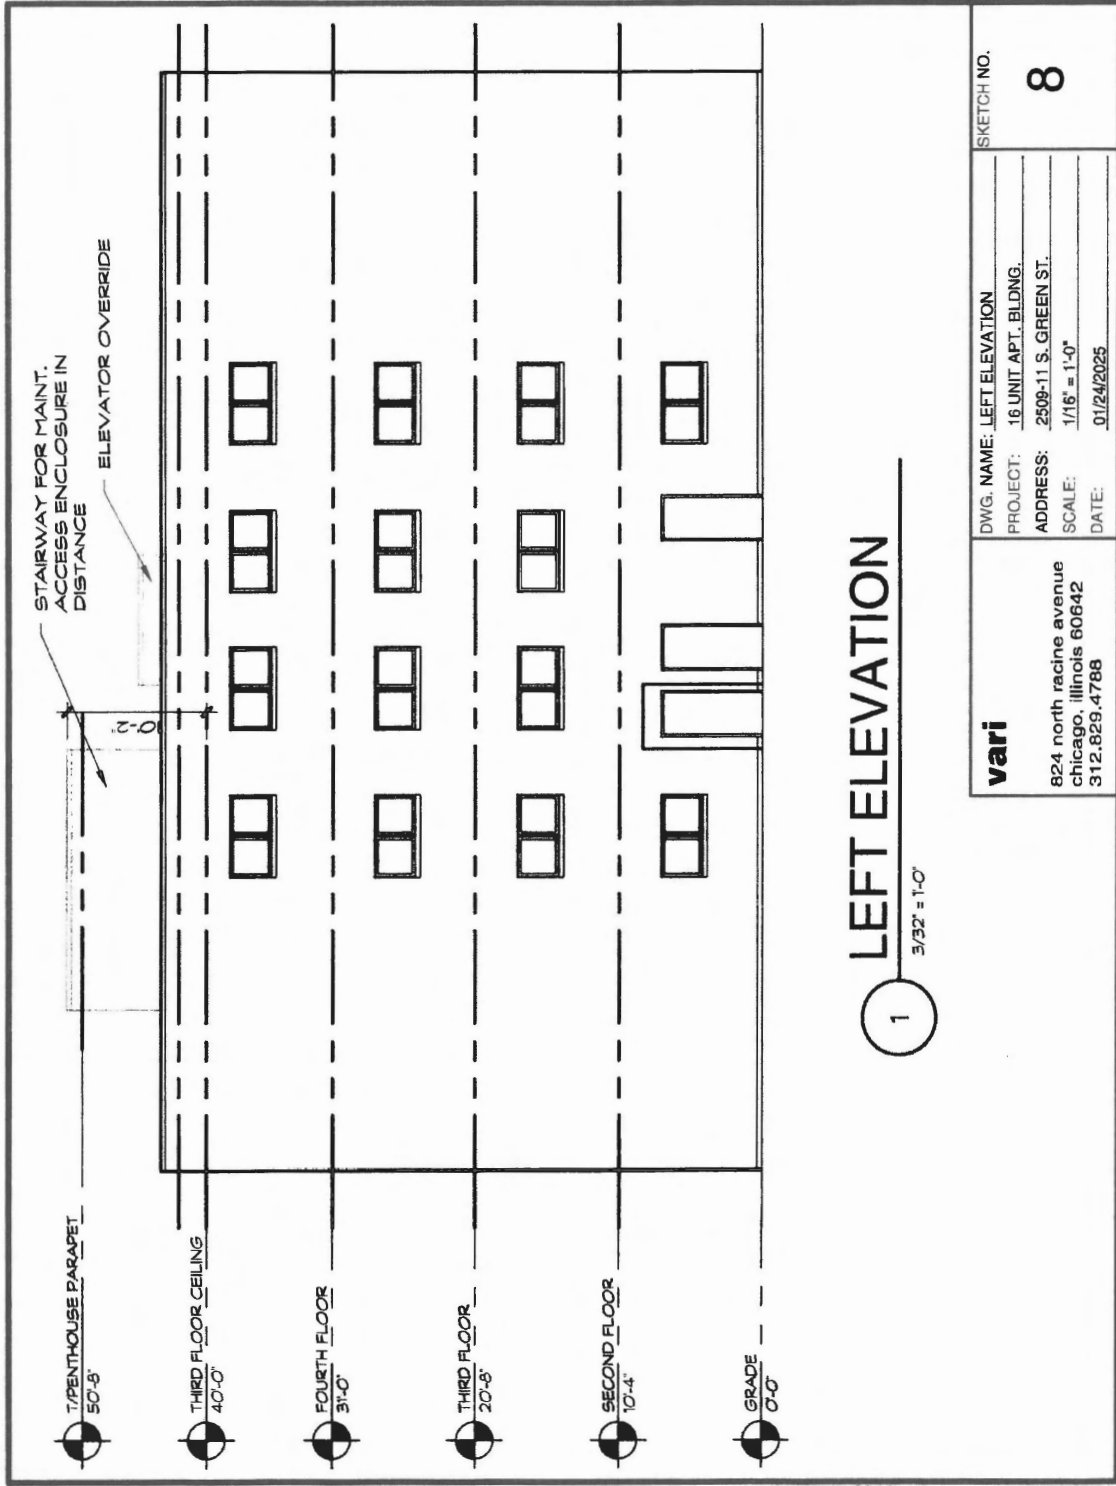 STAIRWAY FOR MAINT.
ACCESS ENCLOSURE IN
DISTANCE
ELEVATOR OVERRIDE
T/PENTHOUSE PARAPET
50'-8"
THIRD FLOOR CEILING
40'-0"
FOURTH FLOOR
31'-0"
THIRD FLOOR
20'-8"
SECOND FLOOR
10'-4"
GRADE
0'-0"
10'-2"
1
LEFT ELEVATION
3/32" = 1'-0"
vari
824 north racine avenue
chicago, illinois 60642
312.829.4788
DWG. NAME: LEFT ELEVATION
PROJECT: 16 UNIT APT. BLDNG.
ADDRESS: 2509-11 S. GREEN ST.
SCALE: 1/16" = 1'-0"
DATE: 01/24/2025
SKETCH NO.
8